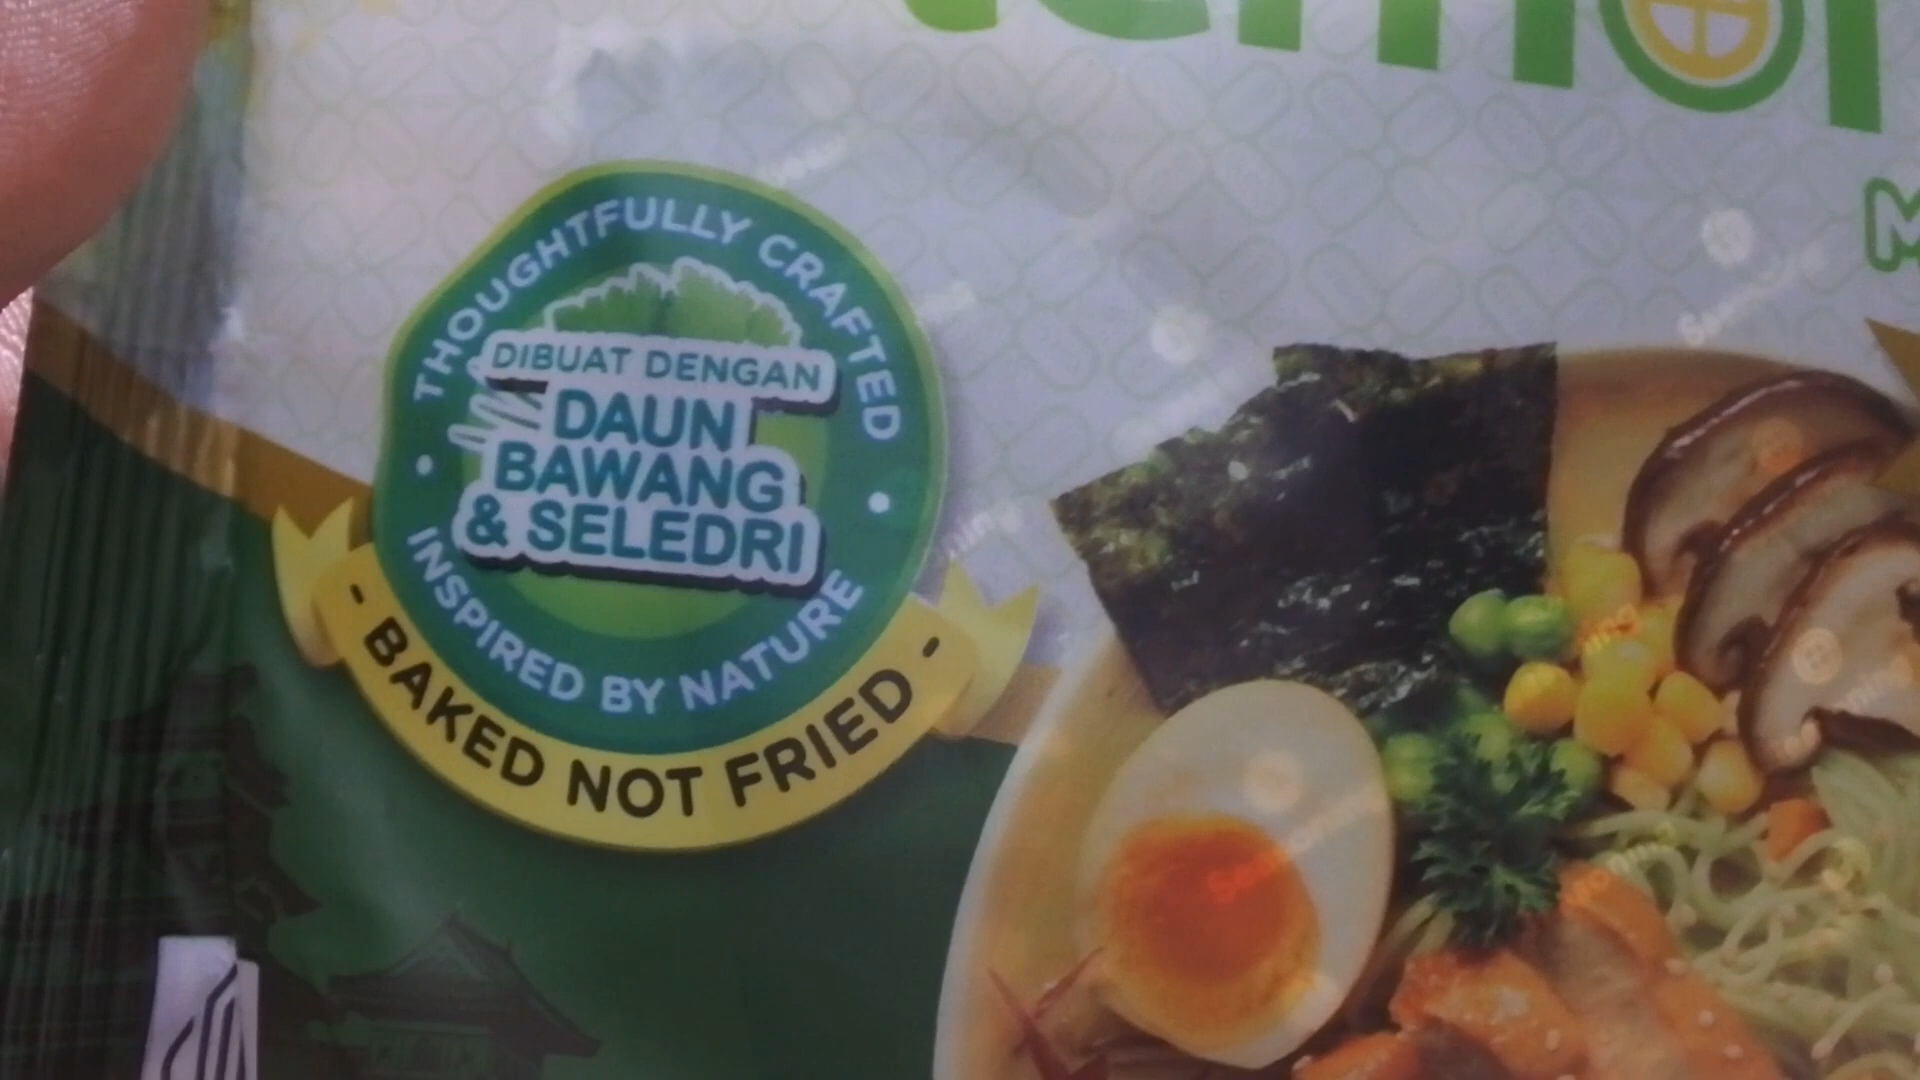 THOUGHTFULLY CRAFTED
DIBUAT DENGAN
DAUN
BAWANG
& SELEDRI
INSPIRED BY NATURE
- BAKED NOT FRIED -